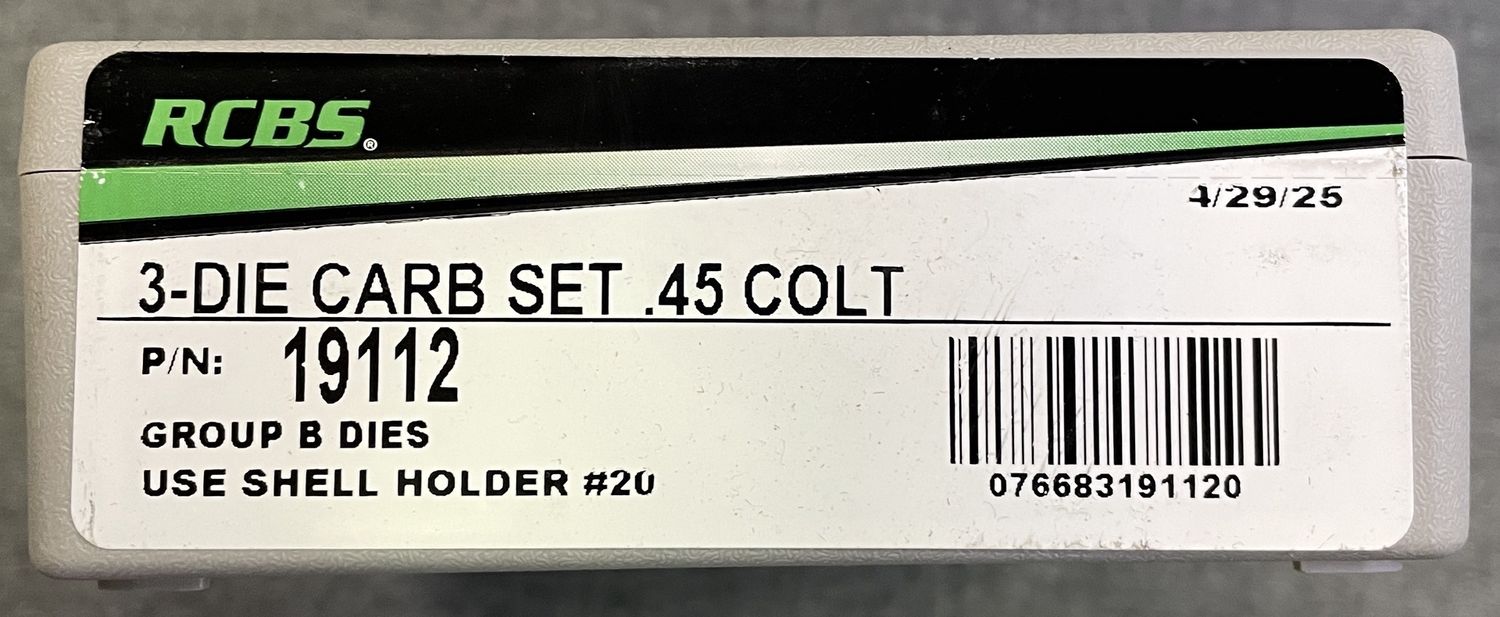 RCBS®
4/29/25
3-DIE CARB SET .45 COLT
P/N: 19112
GROUP B DIES
USE SHELL HOLDER #20
076683191120